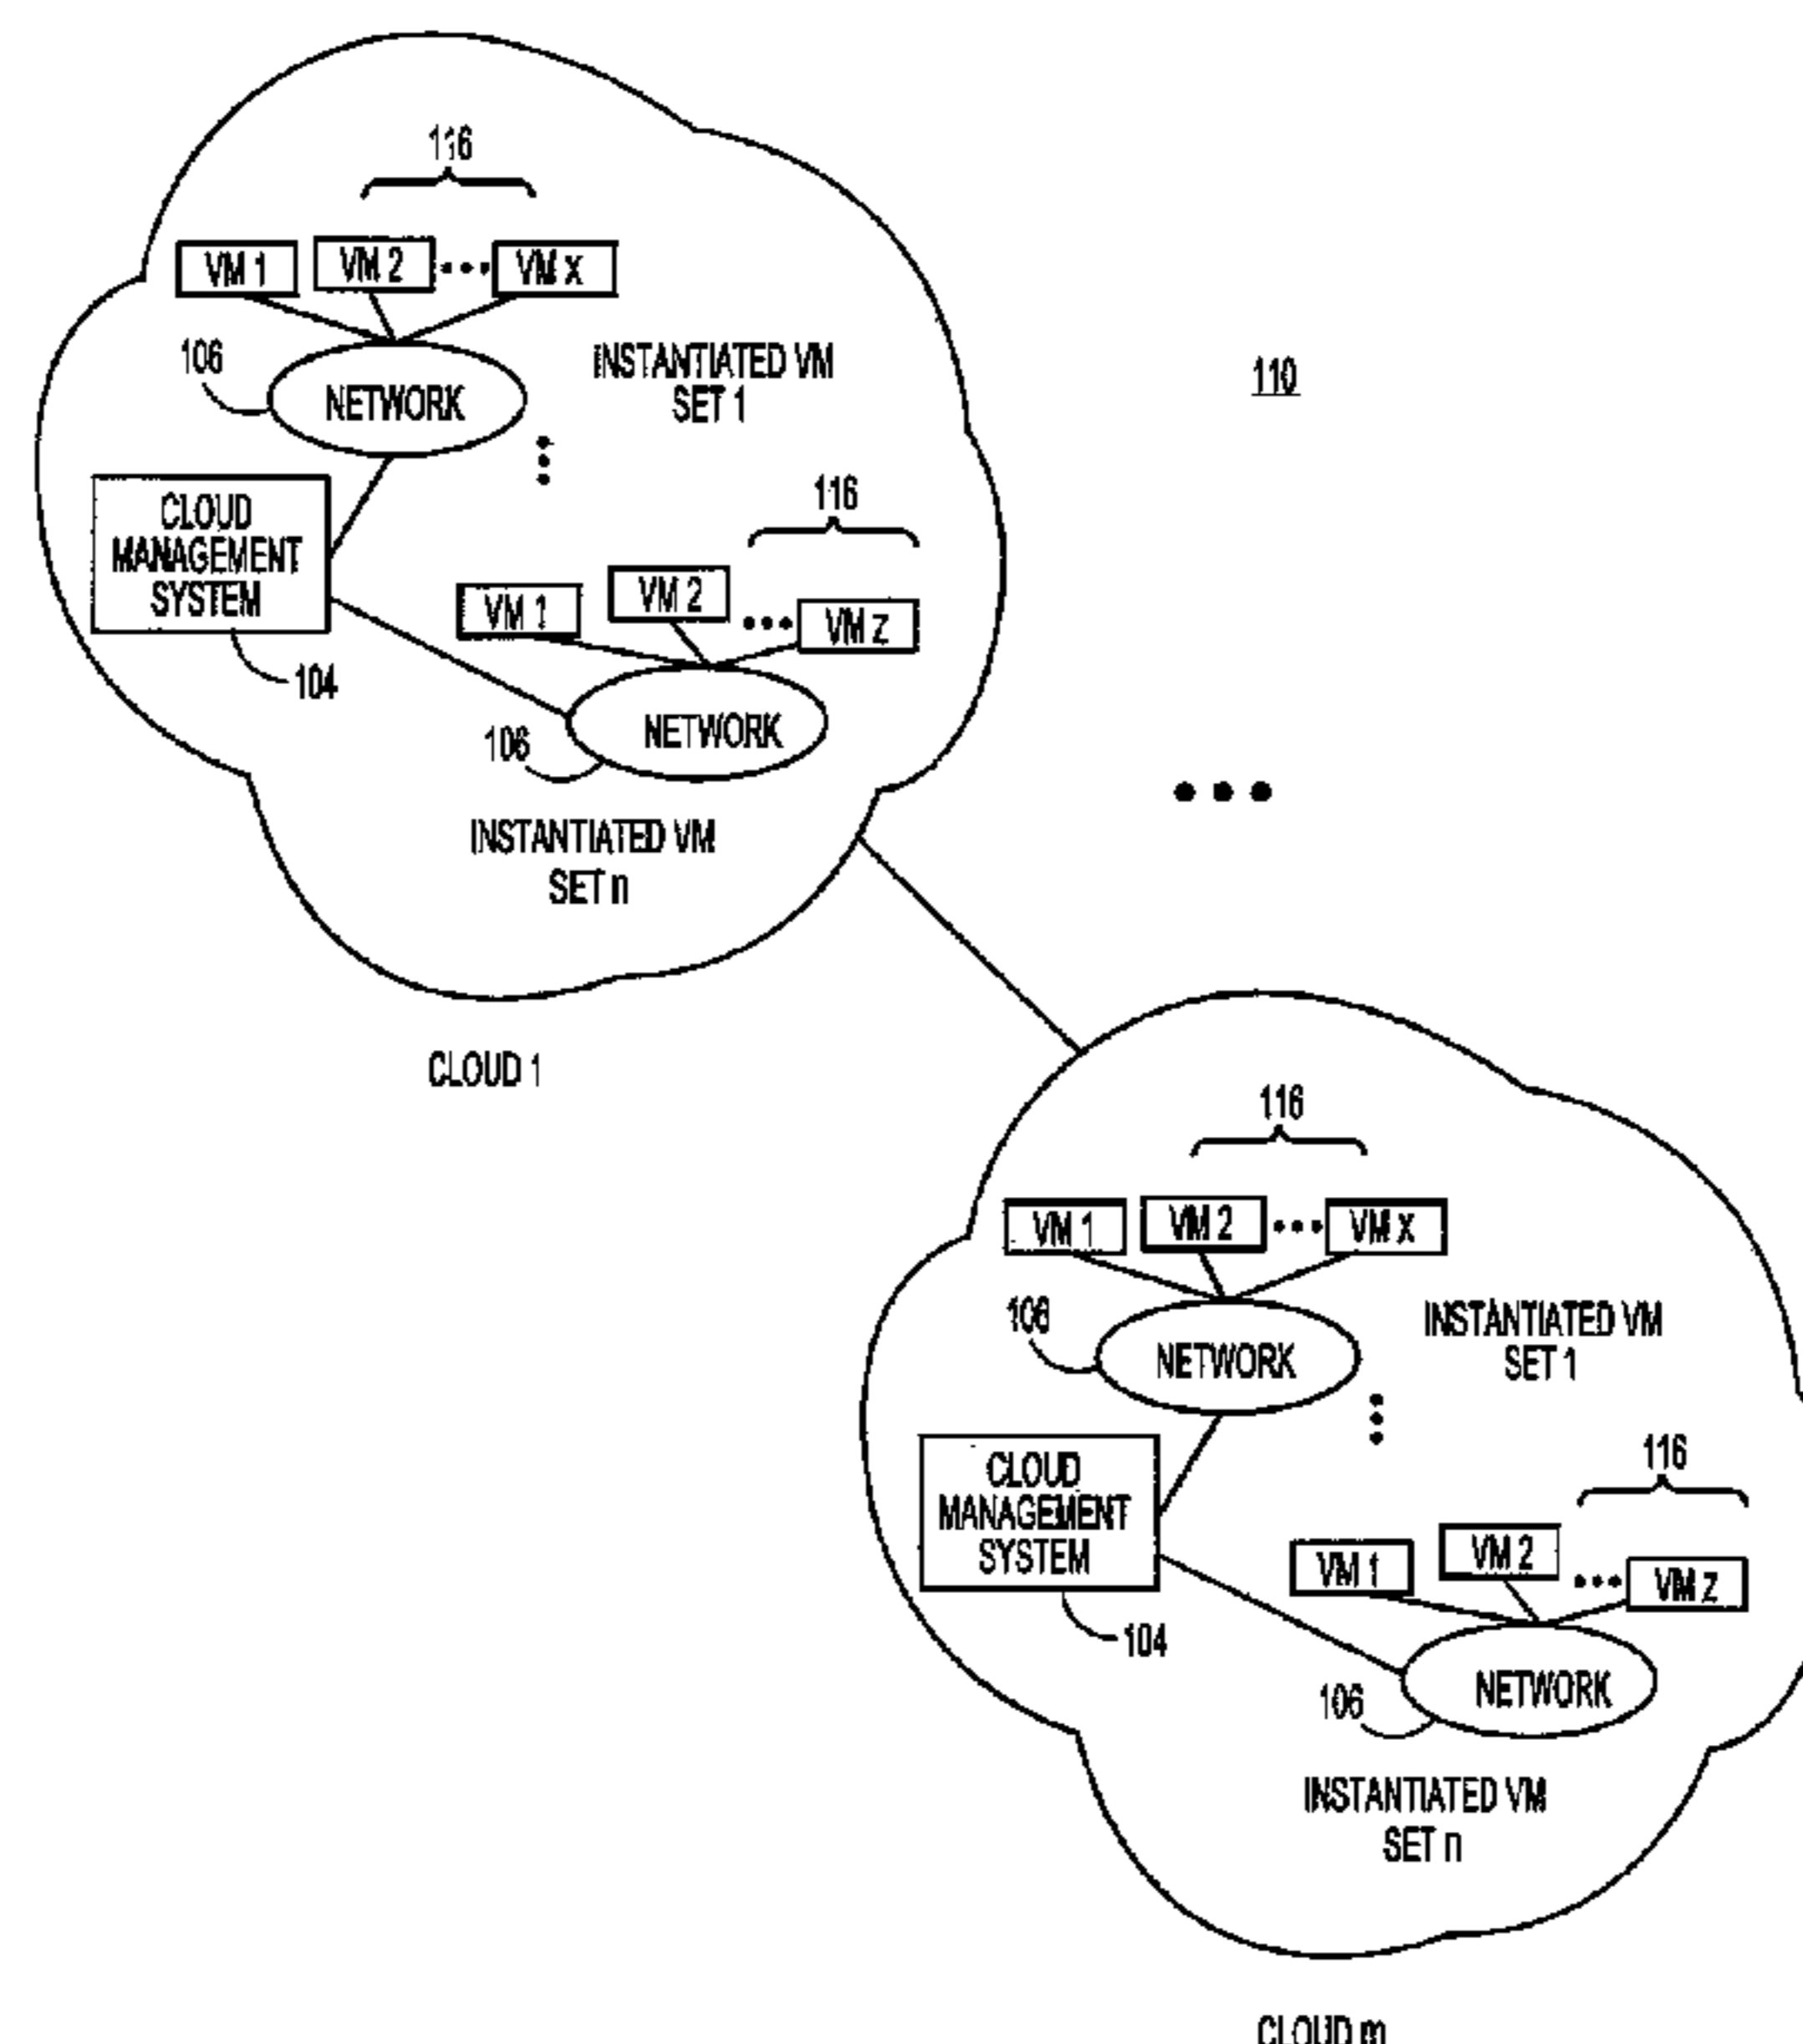 116
VM 1
VM 2
VM X
106
NETWORK
INSTANTIATED VM
SET 1
110
CLOUD
MANAGEMENT
SYSTEM
104
116
VM 1
VM 2
VM Z
106
NETWORK
INSTANTIATED VM
SET n
CLOUD 1
116
VM 1
VM 2
VM X
106
NETWORK
INSTANTIATED VM
SET 1
CLOUD
MANAGEMENT
SYSTEM
104
116
VM 1
VM 2
VM Z
106
NETWORK
INSTANTIATED VM
SET n
CLOUD m